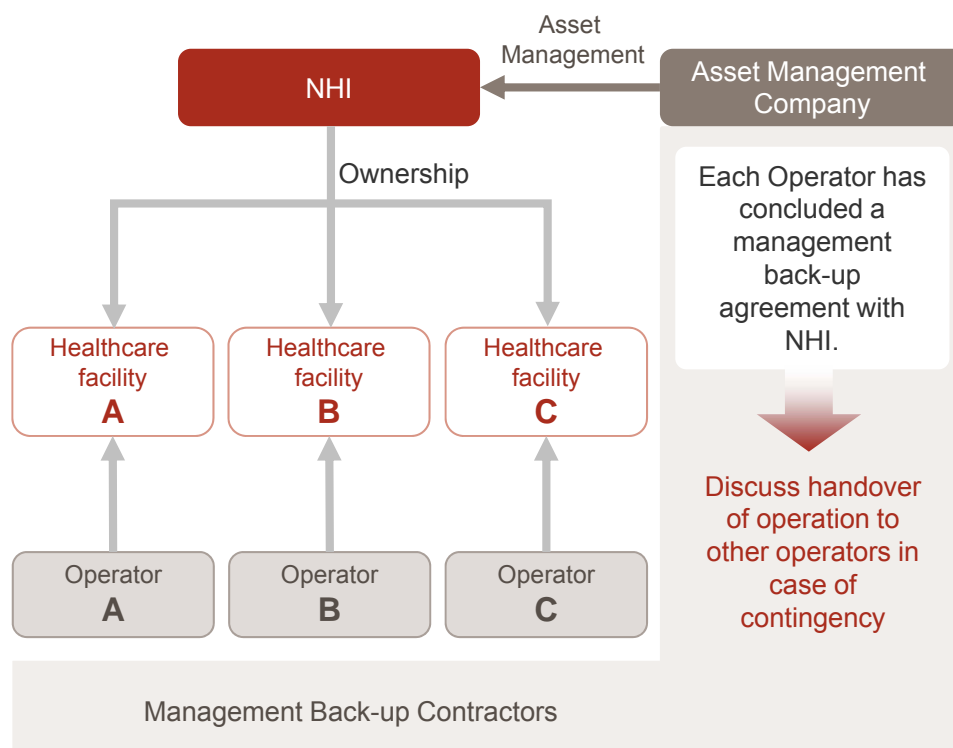 Asset
Management
NHI
Asset Management
Company
Ownership
Each Operator has
concluded a
management
back-up
agreement with
NHI.
Healthcare
facility
A
Healthcare
facility
B
Healthcare
facility
C
Discuss handover
of operation to
other operators in
case of
contingency
Operator
A
Operator
B
Operator
C
Management Back-up Contractors